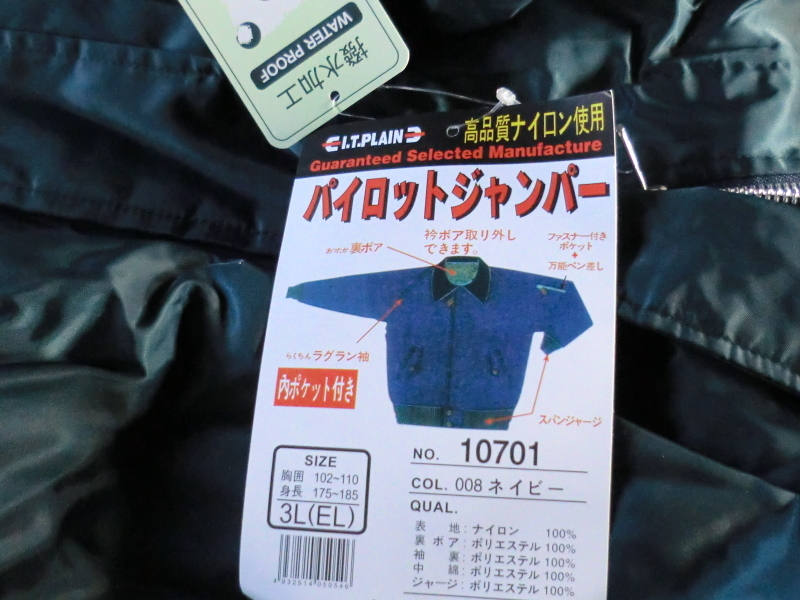 WATER PROOF
撥水加工
I.T.PLAIN
高品質ナイロン使用
Guaranteed Selected Manufacture
パイロットジャンパー
衿ボア取り外し
できます。
ファスナー付き
ポケット
+
万能ペン差し
裏ボア
らくちんラグラン袖
内ポケット付き
スパンジャージ
SIZE
胸囲 102~110
身長 175~185
3L(EL)
NO. 10701
COL. 008 ネイビー
QUAL.
表地:ナイロン 100%
裏ボア:ポリエステル 100%
袖裏:ポリエステル 100%
中綿:ポリエステル 100%
ジャージ:ポリエステル 100%
4932514050546